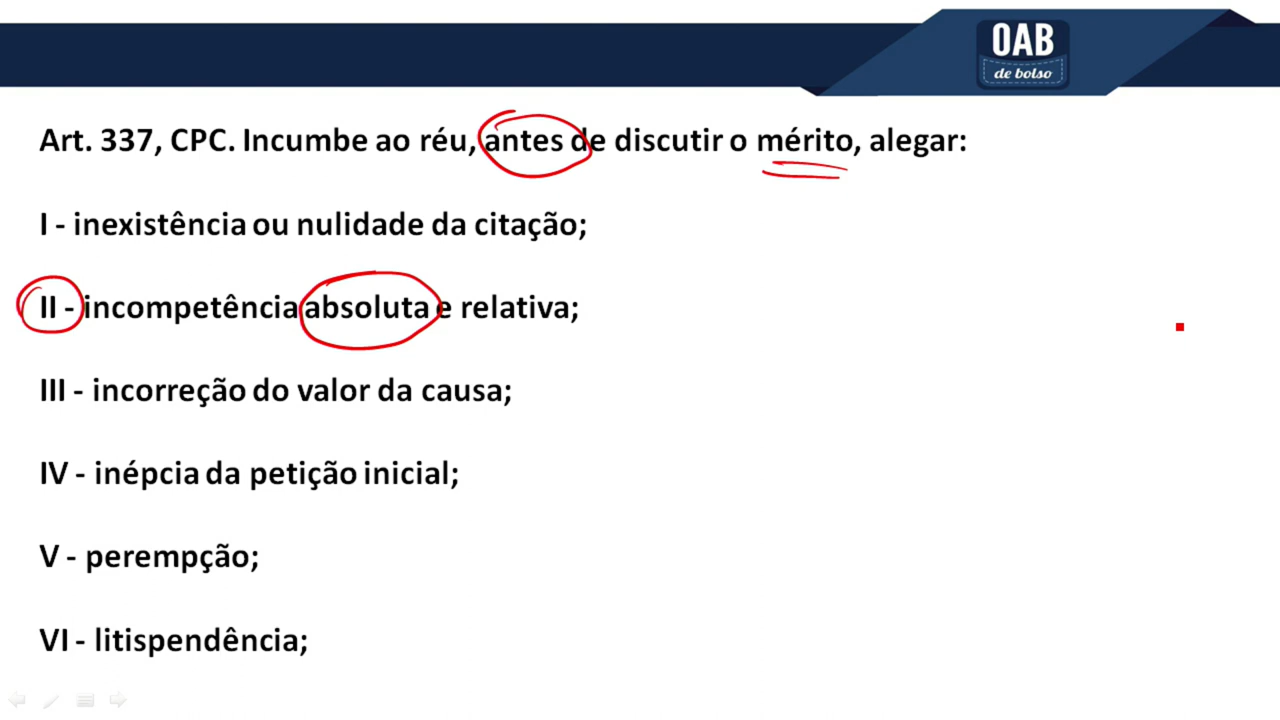 OAB
de bolso
Art. 337, CPC. Incumbe ao réu, antes de discutir o mérito, alegar:
I - inexistência ou nulidade da citação;
II - incompetência absoluta e relativa;
III - incorreção do valor da causa;
IV - inépcia da petição inicial;
V - perempção;
VI - litispendência;